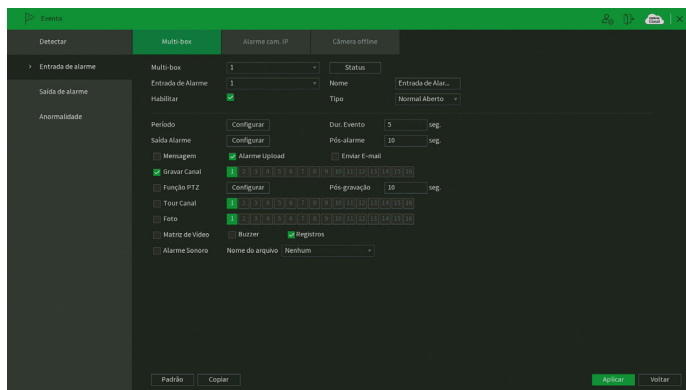 Evento
Detectar
Multi-box
Alarme cam. IP
Câmera offline
Entrada de alarme
Saída de alarme
Anormalidade
Multi-box 1 Status
Entrada de Alarme 1 Nome Entrada de Alar...
Habilitar Tipo Normal Aberto
Período Configurar Dur. Evento 5 seg.
Saída Alarme Configurar Pós-alarme 10 seg.
Mensagem Alarme Upload Enviar E-mail
Gravar Canal 1 2 3 4 5 6 7 8 9 10 11 12 13 14 15 16
Função PTZ Configurar Pós-gravação 10 seg.
Tour Canal 1 2 3 4 5 6 7 8 9 10 11 12 13 14 15 16
Foto 1 2 3 4 5 6 7 8 9 10 11 12 13 14 15 16
Matriz de Vídeo Buzzer Registros
Alarme Sonoro Nome do arquivo Nenhum
Padrão Copiar Aplicar Voltar